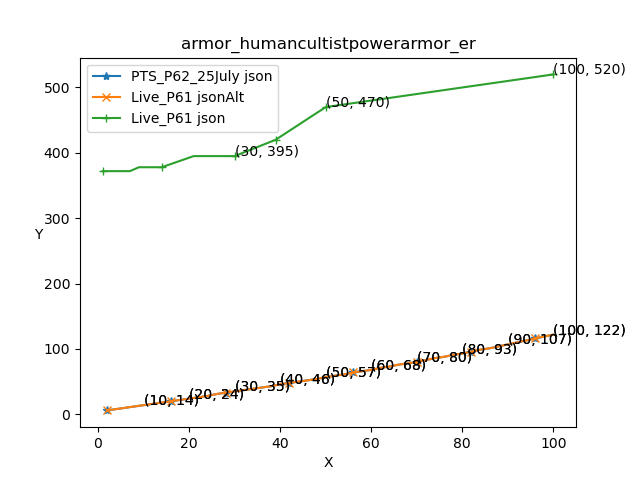 armor_humancultistpowerarmor_er
PTS_P62_25July json
Live_P61 jsonAlt
Live_P61 json
(100, 520)
(50, 470)
(30, 395)
(100, 122)
(90, 107)
(80, 93)
(70, 80)
(60, 68)
(50, 57)
(40, 46)
(30, 35)
(20, 24)
(10, 14)
500
400
300
200
100
0
Y
0 20 40 60 80 100
X